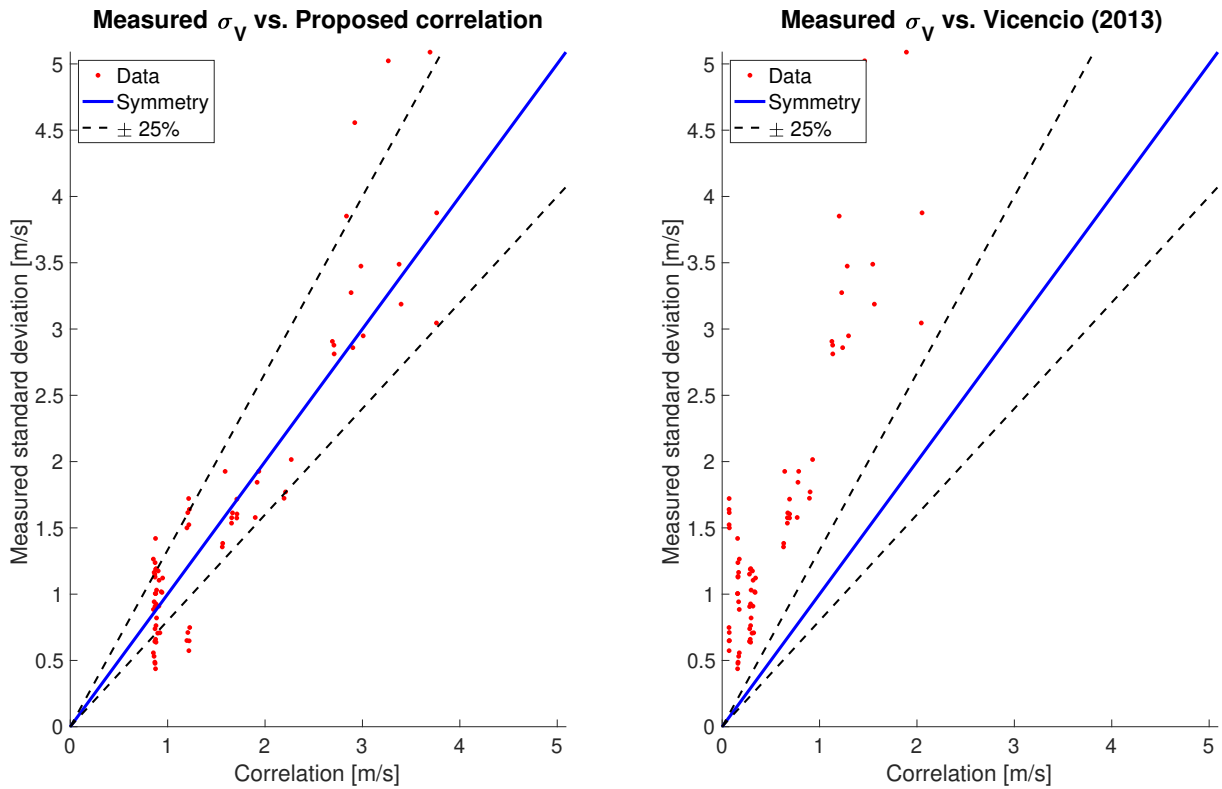 Measured σV vs. Proposed correlation
Data
Symmetry
± 25%
5
4.5
4
3.5
3
2.5
2
1.5
1
0.5
0
Measured standard deviation [m/s]
0 1 2 3 4 5
Correlation [m/s]
Measured σV vs. Vicencio (2013)
Data
Symmetry
± 25%
5
4.5
4
3.5
3
2.5
2
1.5
1
0.5
0
Measured standard deviation [m/s]
0 1 2 3 4 5
Correlation [m/s]